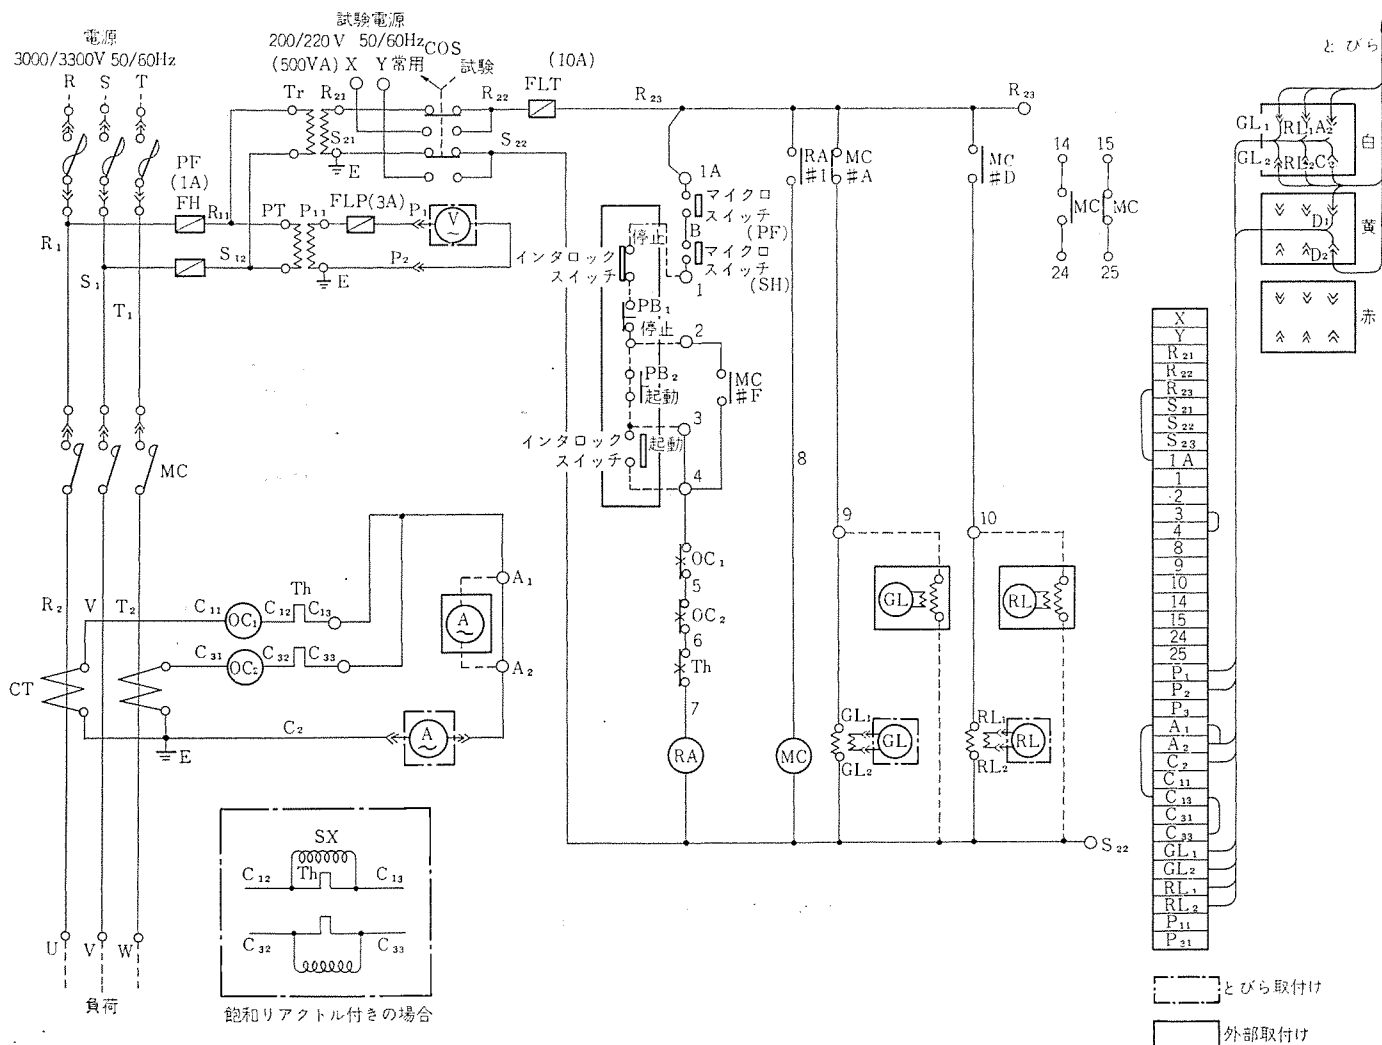 電源
3000/3300V 50/60Hz
R S T
試験電源
200/220V 50/60Hz
(500VA) X Y 常用
COS
試験
(10A)
FLT
Tr R21
R22
R23
R23
S21
S22
E
PF
(1A)
FH
R11
PT P11
FLP(3A)
P1
V
P2
S12
E
R1
S1
T1
MC
1A
マイクロ
スイッチ
(PF)
B
マイクロ
スイッチ
(SH)
1
停止
インタロック
スイッチ
PB1
停止
2
PB2
起動
MC
#F
3
インタロック
スイッチ
起動
4
RA
#1
MC
#A
MC
#D
14 15
MC MC
24 25
8
9
10
OC1
5
OC2
6
Th
7
RA
MC
GL
RL
GL1
GL
GL2
RL1
RL
RL2
S22
R2 V T2
C11 OC1 C12 Th C13
C31 OC2 C32 C33
A1
A
A2
CT
C2
A
E
SX
C12 Th C13
C32 C33
飽和リアクトル付きの場合
U V W
負荷
とびら
GL1 RL1 A2
GL2 RL2 C2
白
D1
D2
黄
赤
X
Y
R21
R22
R23
S21
S22
S23
1A
1
2
3
4
8
9
10
14
15
24
25
P1
P2
P3
A1
A2
C2
C11
C13
C31
C33
GL1
GL2
RL1
RL2
P11
P31
とびら取付け
外部取付け